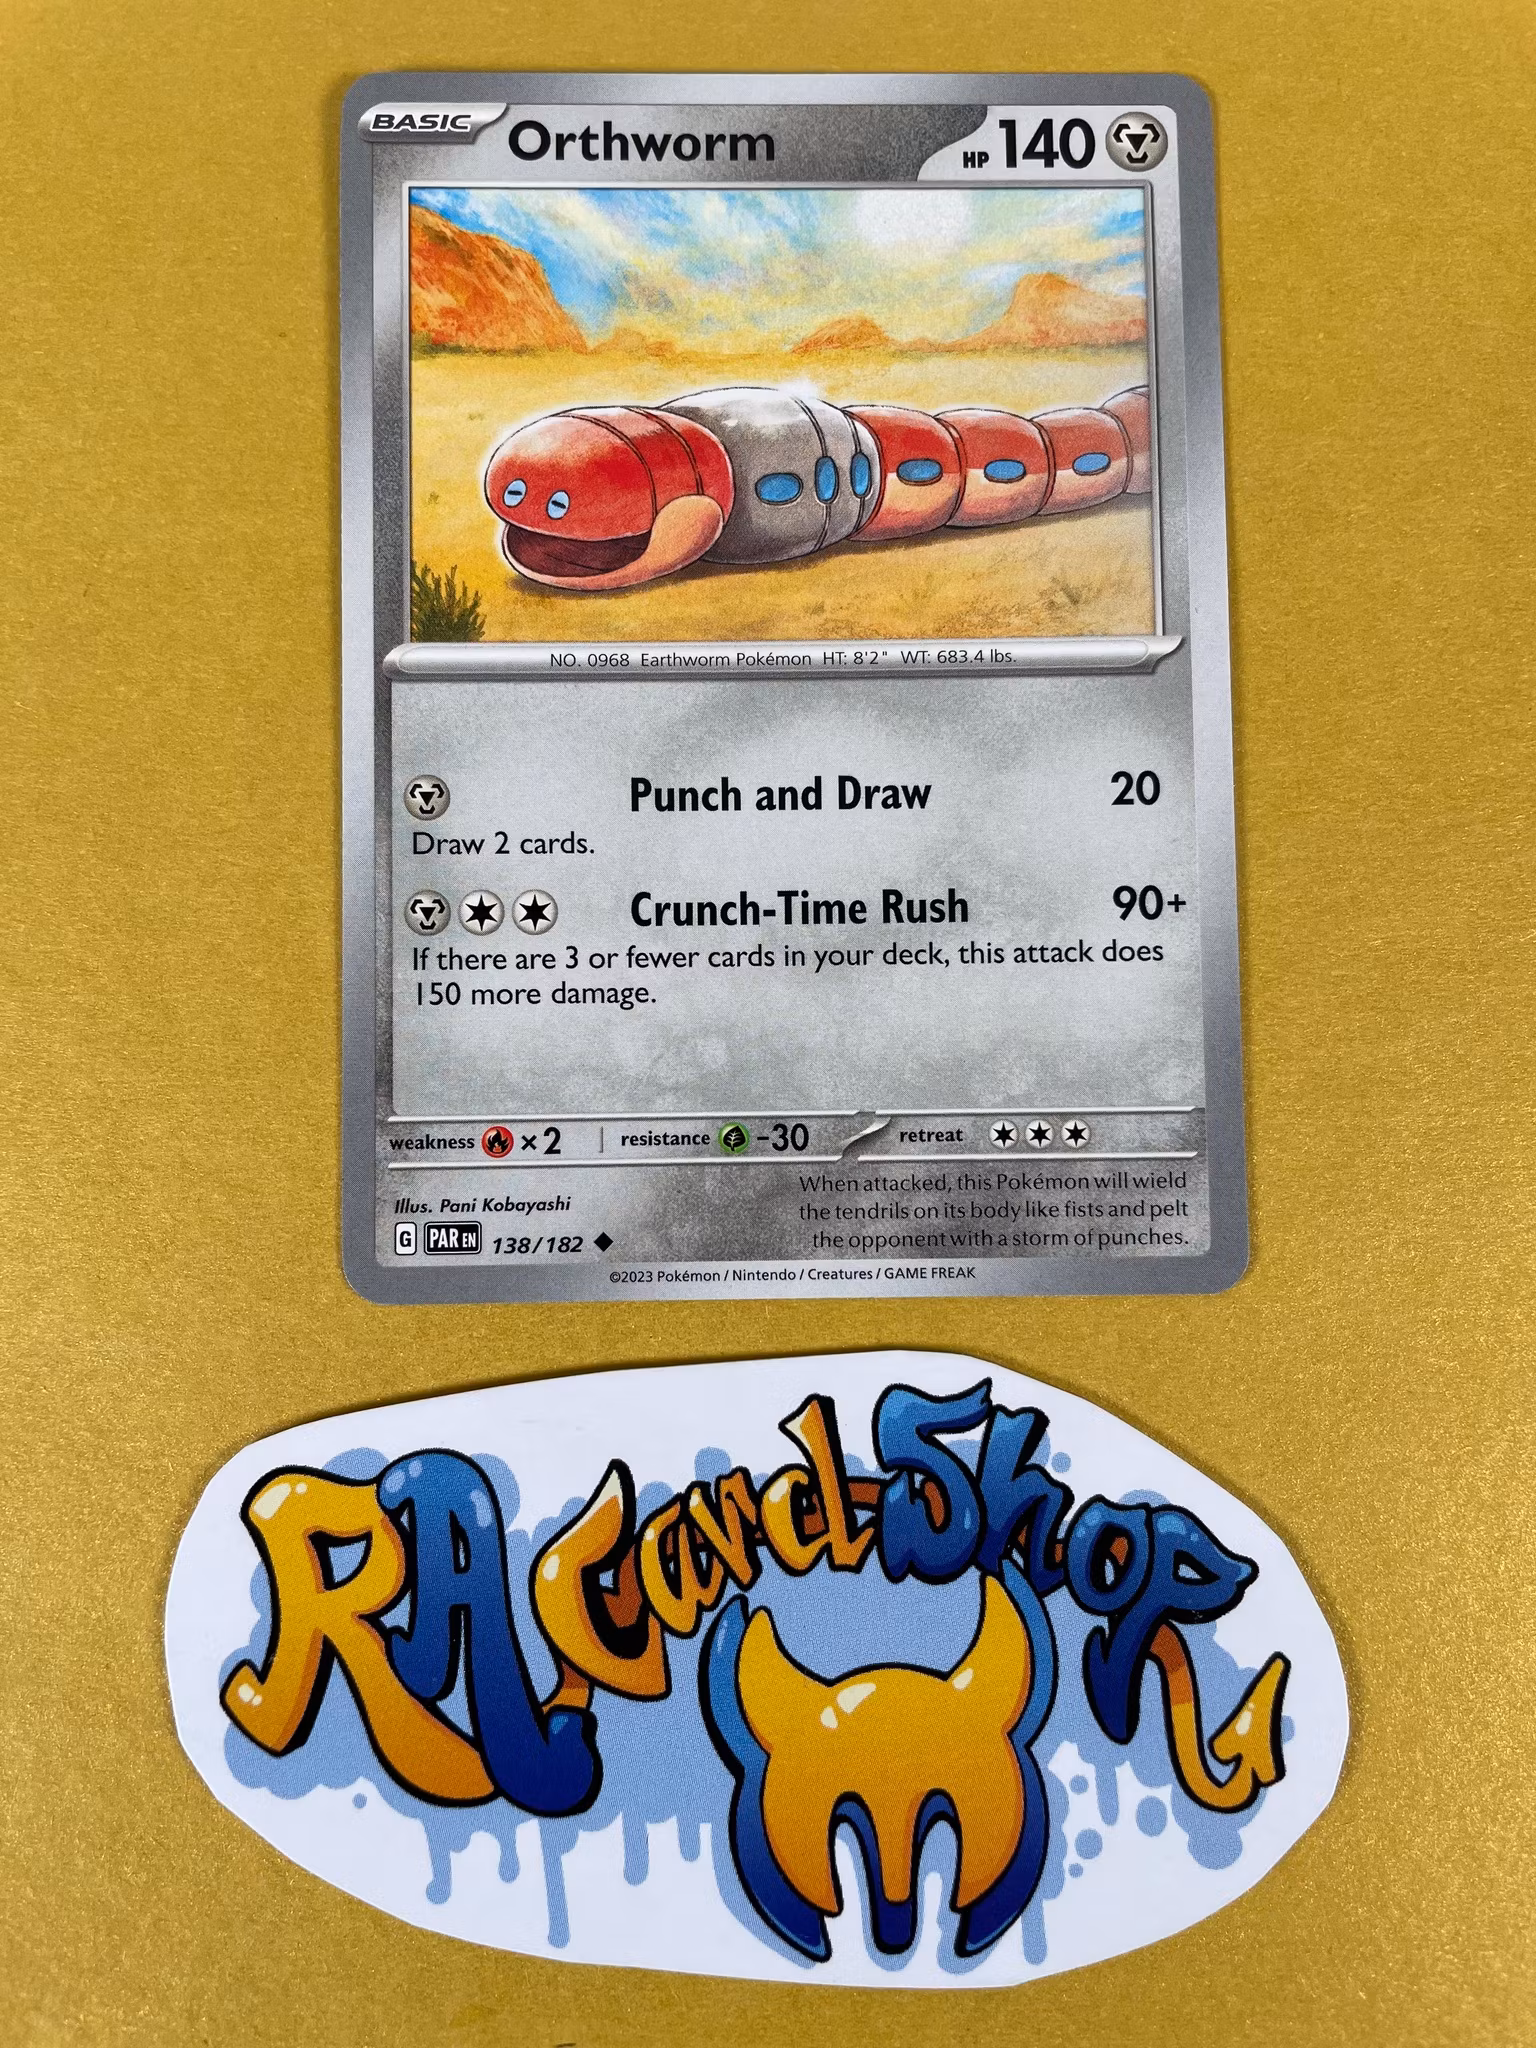 BASIC Orthworm HP 140
NO. 0968 Earthworm Pokémon HT: 8'2" WT: 683.4 lbs.
Punch and Draw 20
Draw 2 cards.
Crunch-Time Rush 90+
If there are 3 or fewer cards in your deck, this attack does
150 more damage.
weakness ×2 resistance -30 retreat
When attacked, this Pokémon will wield
the tendrils on its body like fists and pelt
the opponent with a storm of punches.
Illus. Pani Kobayashi
G PAR EN 138/182
©2023 Pokémon / Nintendo / Creatures / GAME FREAK
RA CardShop